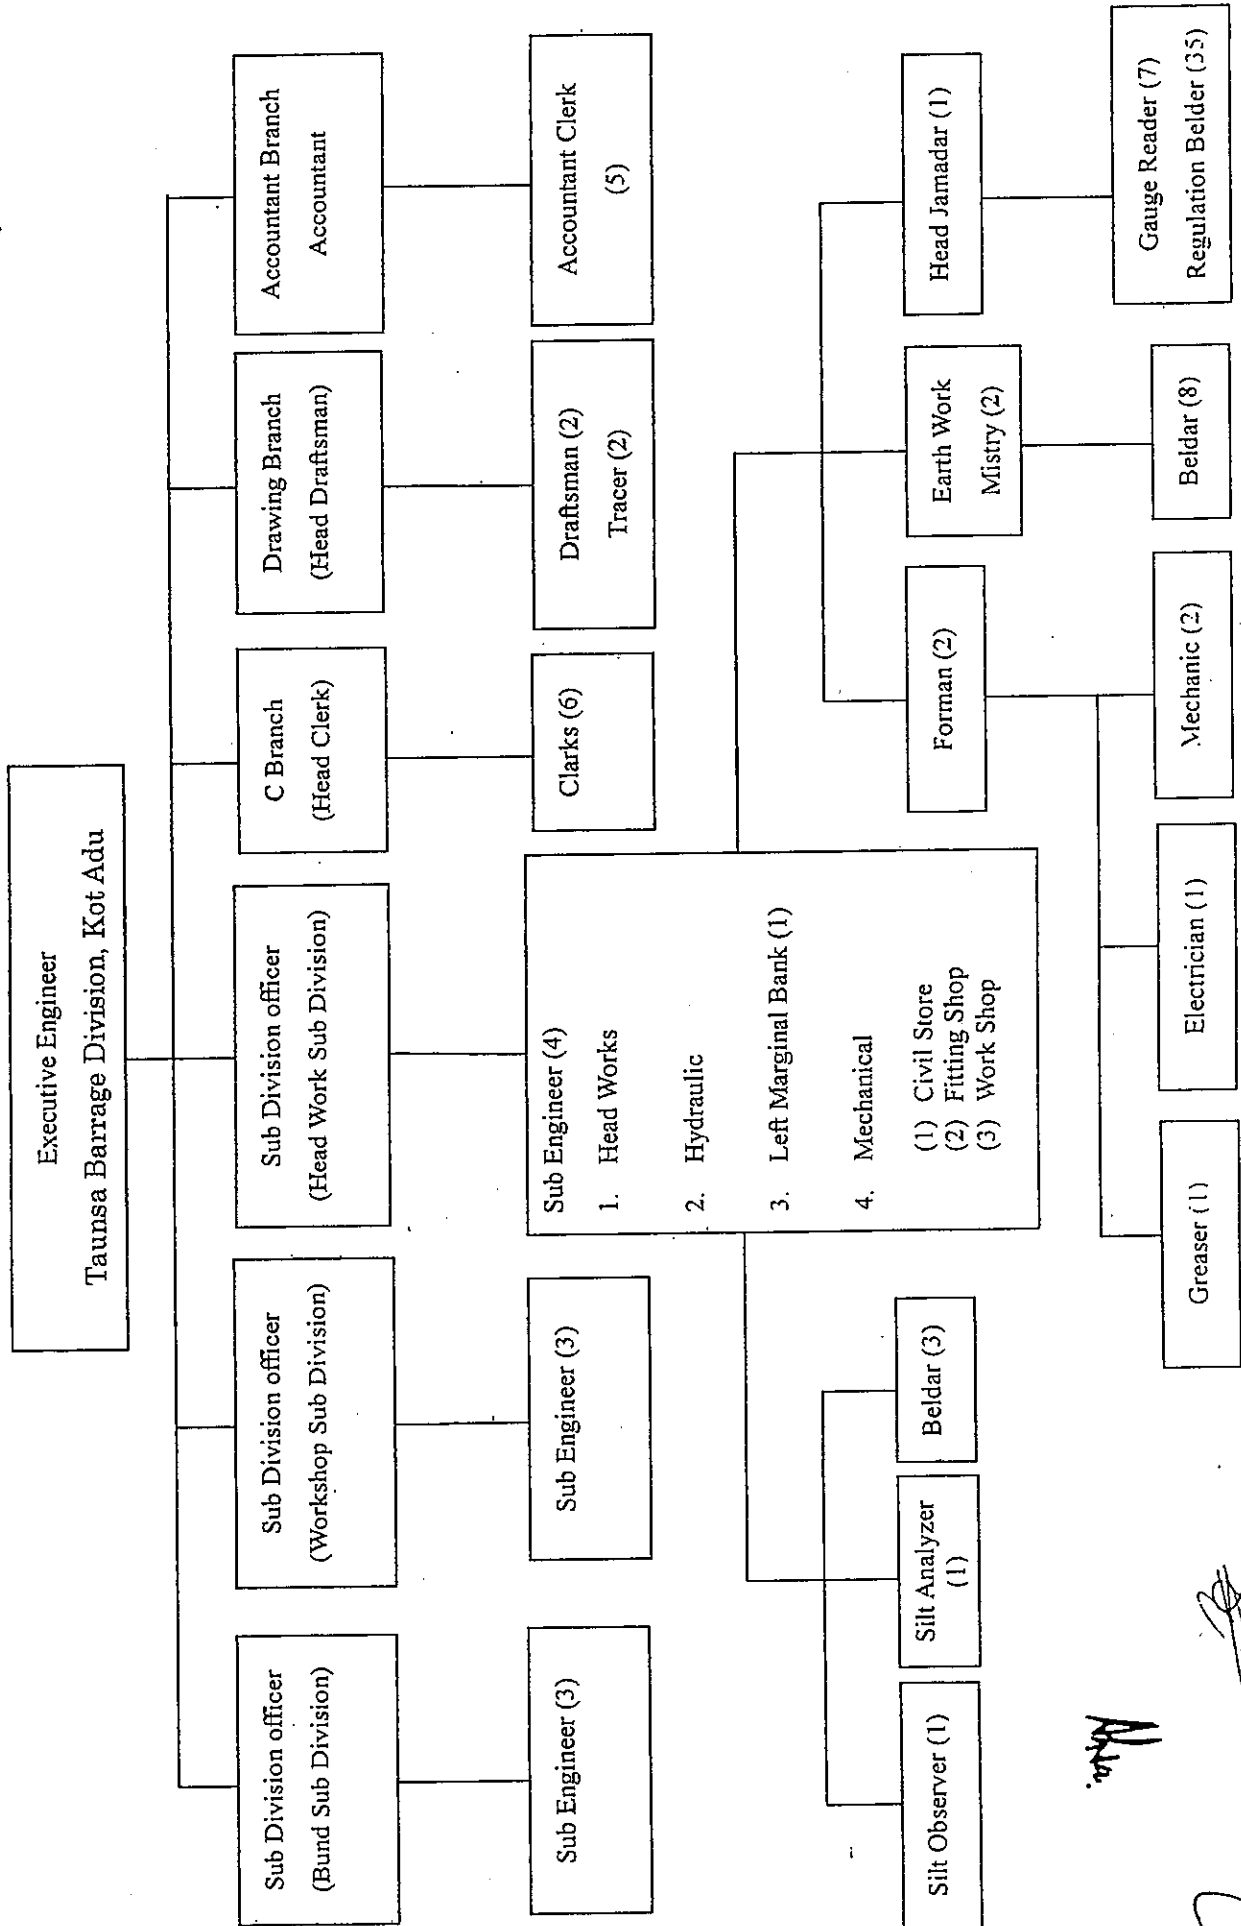 Executive Engineer
Taunsa Barrage Division, Kot Adu
Sub Division officer
(Bund Sub Division)
Sub Division officer
(Workshop Sub Division)
Sub Division officer
(Head Work Sub Division)
C Branch
(Head Clerk)
Drawing Branch
(Head Draftsman)
Accountant Branch
Accountant
Sub Engineer (3)
Sub Engineer (3)
Sub Engineer (4)
1. Head Works
2. Hydraulic
3. Left Marginal Bank (1)
4. Mechanical
(1) Civil Store
(2) Fitting Shop
(3) Work Shop
Clarks (6)
Draftsman (2)
Tracer (2)
Accountant Clerk
(5)
Silt Observer (1)
Silt Analyzer
(1)
Beldar (3)
Forman (2)
Earth Work
Mistry (2)
Head Jamadar (1)
Greaser (1)
Electrician (1)
Mechanic (2)
Beldar (8)
Gauge Reader (7)
Regulation Belder (35)